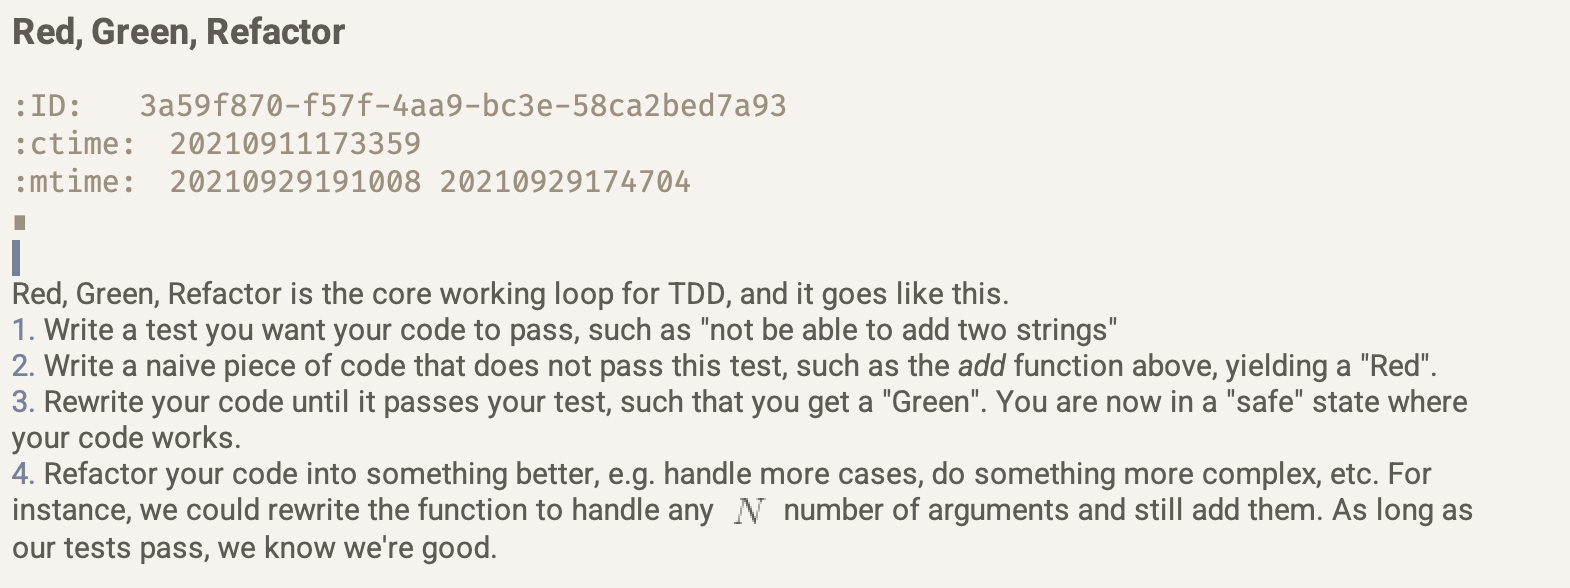 Red, Green, Refactor
:ID: 3a59f870-f57f-4aa9-bc3e-58ca2bed7a93
:ctime: 20210911173359
:mtime: 20210929191008 20210929174704
Red, Green, Refactor is the core working loop for TDD, and it goes like this.
1. Write a test you want your code to pass, such as "not be able to add two strings"
2. Write a naive piece of code that does not pass this test, such as the add function above, yielding a "Red".
3. Rewrite your code until it passes your test, such that you get a "Green". You are now in a "safe" state where
your code works.
4. Refactor your code into something better, e.g. handle more cases, do something more complex, etc. For
instance, we could rewrite the function to handle any N number of arguments and still add them. As long as
our tests pass, we know we're good.